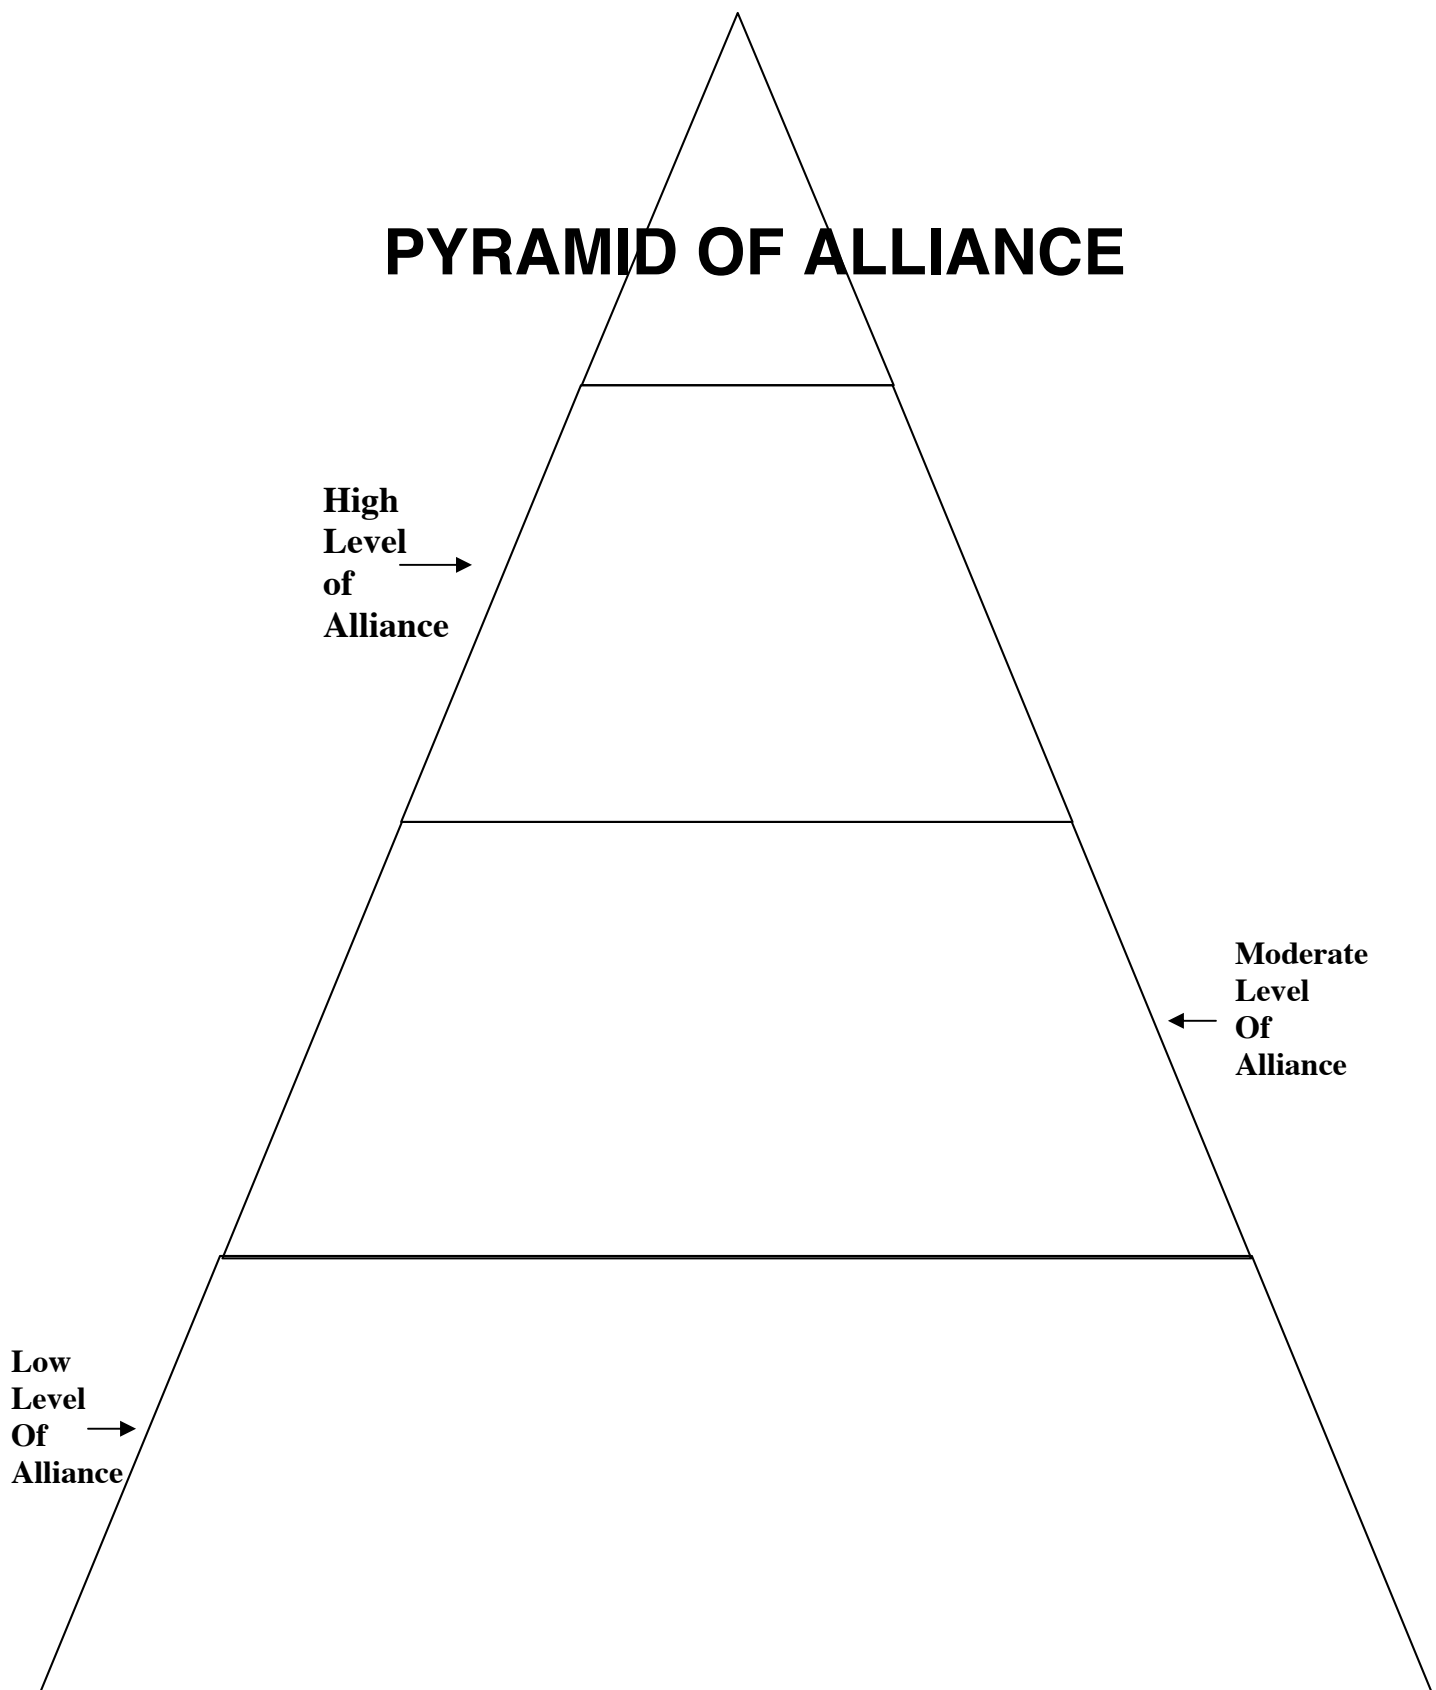 PYRAMID OF ALLIANCE
High
Level
of
Alliance
Moderate
Level
Of
Alliance
Low
Level
Of
Alliance